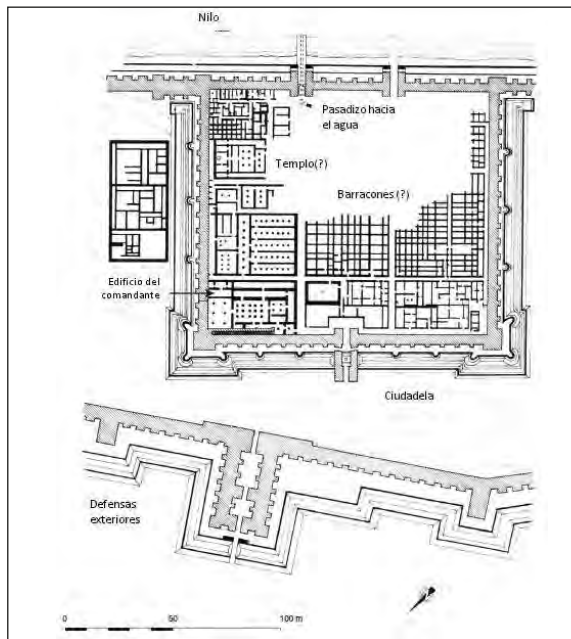 Nilo
Pasadizo hacia
el agua
Templo(?)
Barracones (?)
Edificio del
comandante
Ciudadela
Defensas
exteriores
0 50 100 m